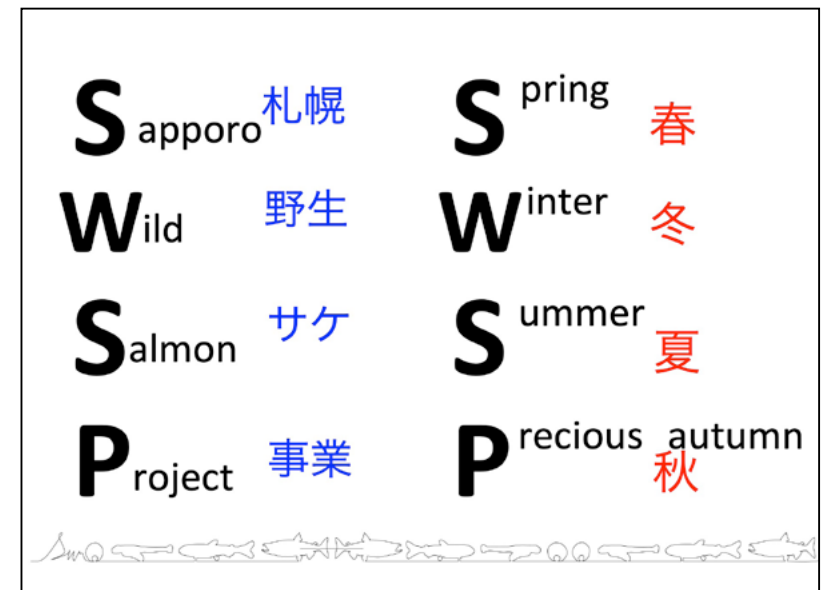 Sapporo 札幌
Wild 野生
Salmon サケ
Project 事業
Spring 春
Winter 冬
Summer 夏
Precious autumn
秋